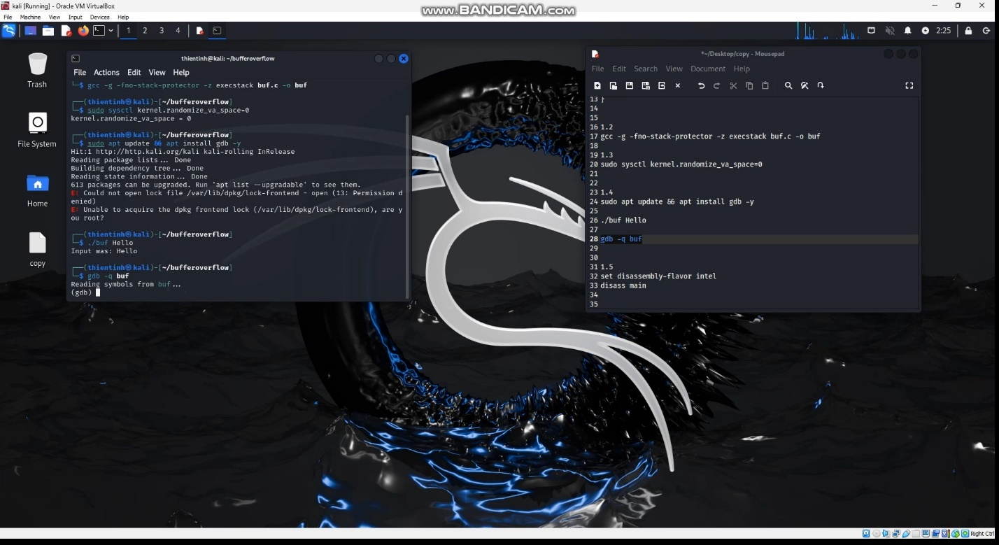 kali [Running] - Oracle VM VirtualBox
www.BANDICAM.com
File Machine View Input Devices Help
1 2 3 4
2:25
Trash
File System
Home
copy
thientinh@kali: ~/bufferoverflow
File Actions Edit View Help
└─$ gcc -g -fno-stack-protector -z execstack buf.c -o buf
┌──(thientinh㉿kali)-[~/bufferoverflow]
└─$ sudo sysctl kernel.randomize_va_space=0
kernel.randomize_va_space = 0
┌──(thientinh㉿kali)-[~/bufferoverflow]
└─$ sudo apt update && apt install gdb -y
Hit:1 http://http.kali.org/kali kali-rolling InRelease
Reading package lists... Done
Building dependency tree... Done
Reading state information... Done
613 packages can be upgraded. Run 'apt list --upgradable' to see them.
E: Could not open lock file /var/lib/dpkg/lock-frontend - open (13: Permission d
enied)
E: Unable to acquire the dpkg frontend lock (/var/lib/dpkg/lock-frontend), are y
ou root?
┌──(thientinh㉿kali)-[~/bufferoverflow]
└─$ ./buf Hello
Input was: Hello
┌──(thientinh㉿kali)-[~/bufferoverflow]
└─$ gdb -q buf
Reading symbols from buf...
(gdb)
*~/Desktop/copy - Mousepad
File Edit Search View Document Help
13 }
14
15
16 1.2
17 gcc -g -fno-stack-protector -z execstack buf.c -o buf
18
19 1.3
20 sudo sysctl kernel.randomize_va_space=0
21
22
23 1.4
24 sudo apt update && apt install gdb -y
25
26 ./buf Hello
27
28 gdb -q buf
29
30
31 1.5
32 set disassembly-flavor intel
33 disass main
34
35
Right Ctrl